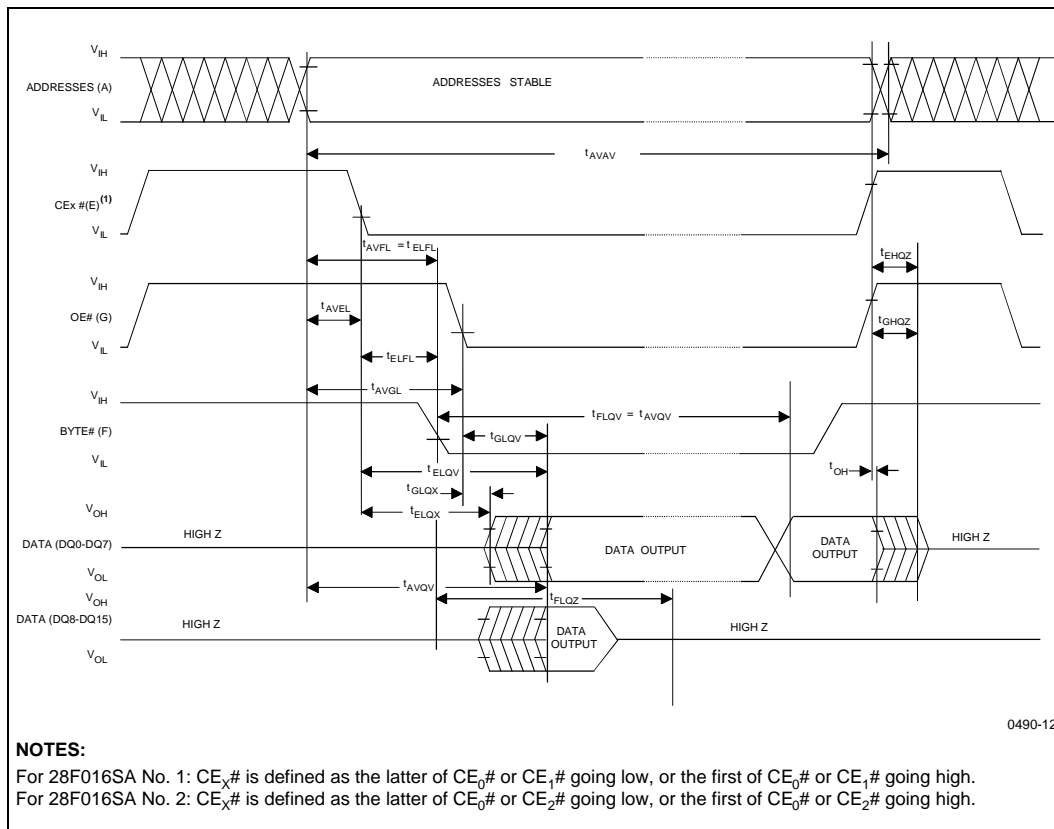 VIH
ADDRESSES (A)
ADDRESSES STABLE
VIL
tAVAV
VIH
CEx #(E)(1)
VIL
tAVFL = tELFL
tEHQZ
VIH
tAVEL
OE# (G)
tGHQZ
VIL
tELFL
tAVGL
VIH
tFLQV = tAVQV
BYTE# (F)
tGLQV
VIL
tELQV
tOH
tGLQX
tELQX
VOH
HIGH Z
DATA (DQ0-DQ7)
DATA OUTPUT
DATA
OUTPUT
HIGH Z
VOL
tAVQV
VOH
tFLQZ
DATA (DQ8-DQ15)
HIGH Z
DATA
OUTPUT
HIGH Z
VOL
0490-12
NOTES:
For 28F016SA No. 1: CEX# is defined as the latter of CE0# or CE1# going low, or the first of CE0# or CE1# going high.
For 28F016SA No. 2: CEX# is defined as the latter of CE0# or CE2# going low, or the first of CE0# or CE2# going high.